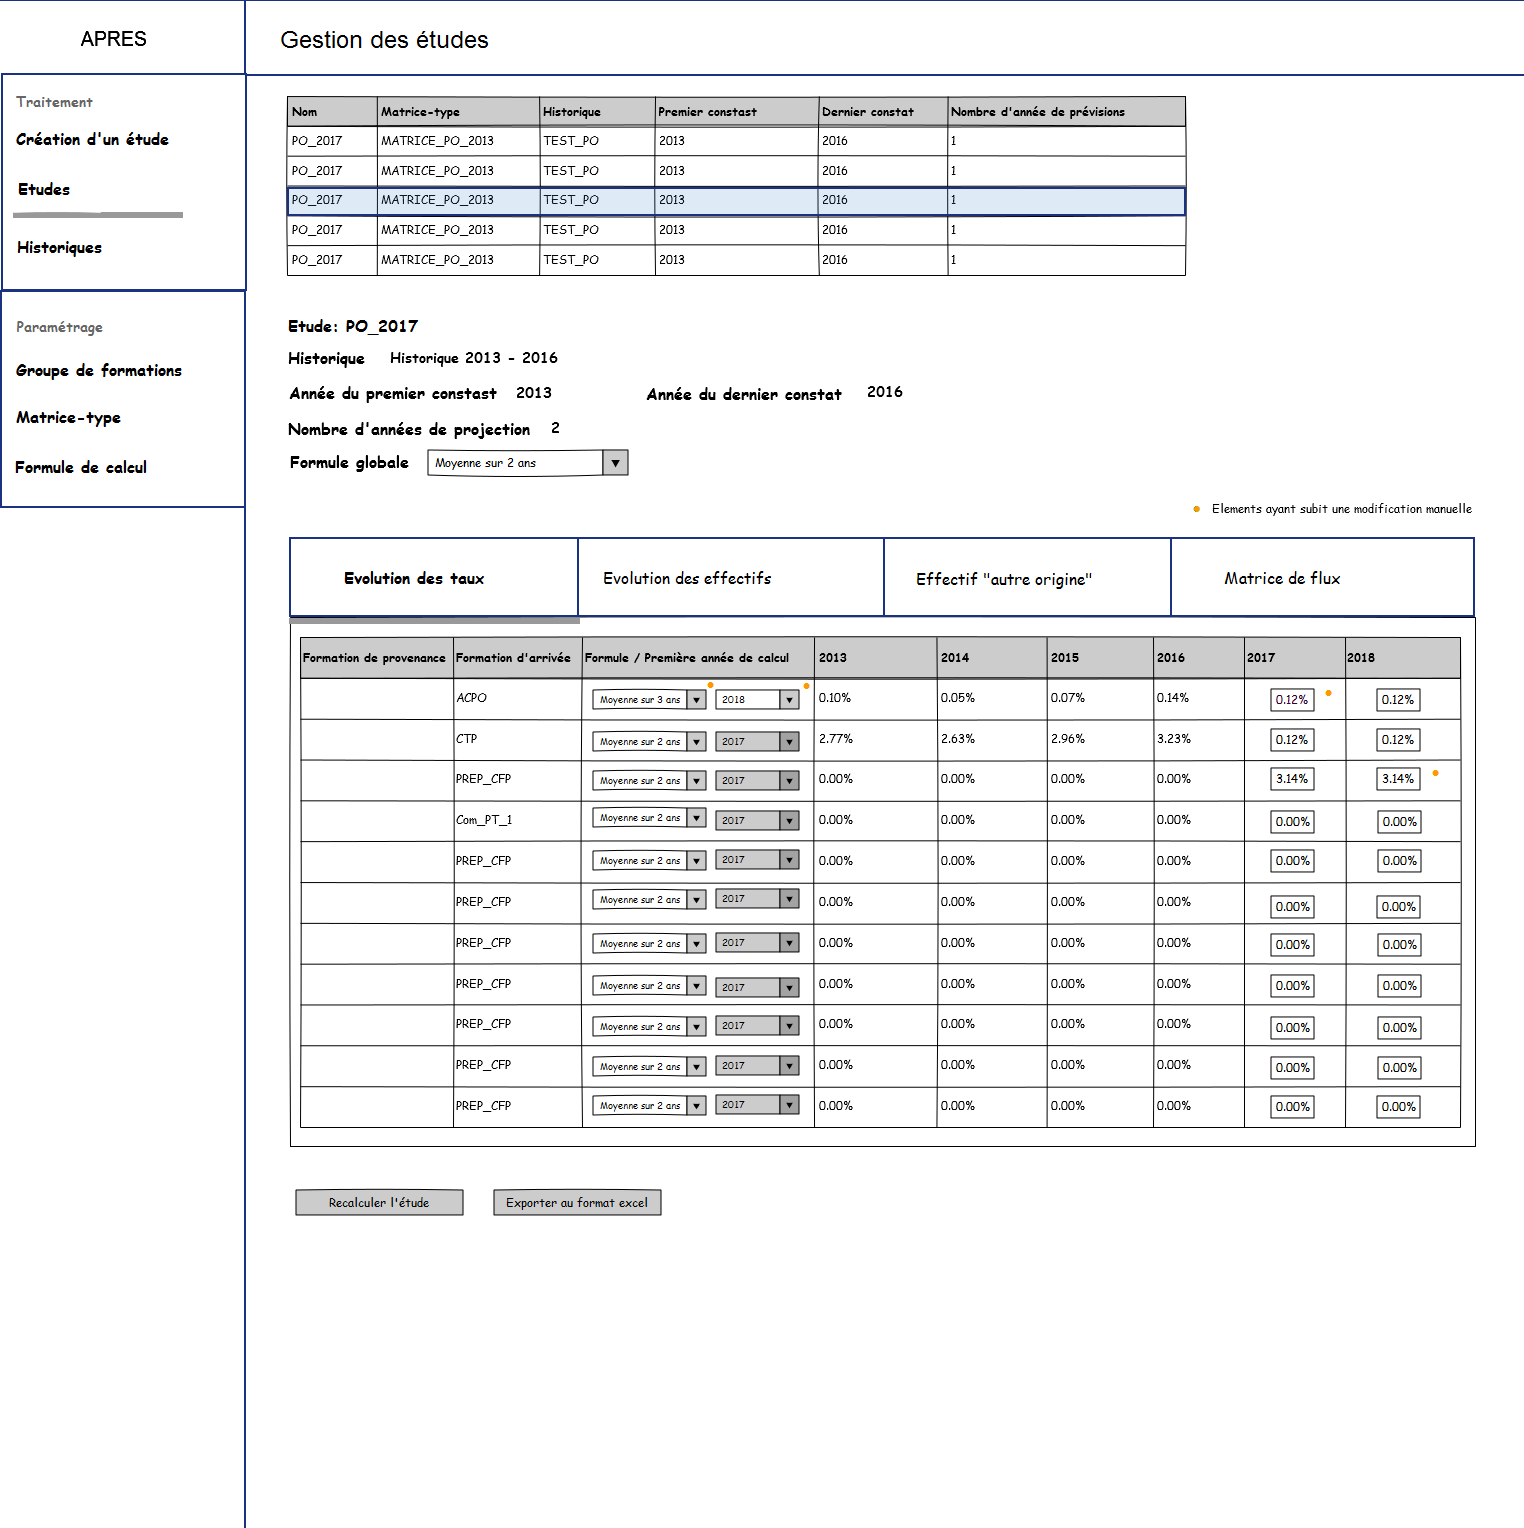 APRES
Gestion des études
Traitement
Création d'un étude
Etudes
Historiques
Paramétrage
Groupe de formations
Matrice-type
Formule de calcul
Nom Matrice-type Historique Premier constast Dernier constat Nombre d'année de prévisions
PO_2017 MATRICE_PO_2013 TEST_PO 2013 2016 1
PO_2017 MATRICE_PO_2013 TEST_PO 2013 2016 1
PO_2017 MATRICE_PO_2013 TEST_PO 2013 2016 1
PO_2017 MATRICE_PO_2013 TEST_PO 2013 2016 1
PO_2017 MATRICE_PO_2013 TEST_PO 2013 2016 1
Etude: PO_2017
Historique Historique 2013 - 2016
Année du premier constast 2013 Année du dernier constat 2016
Nombre d'années de projection 2
Formule globale Moyenne sur 2 ans
Elements ayant subit une modification manuelle
Evolution des taux Evolution des effectifs Effectif "autre origine" Matrice de flux
Formation de provenance Formation d'arrivée Formule / Première année de calcul 2013 2014 2015 2016 2017 2018
ACPO Moyenne sur 3 ans 2018 0.10% 0.05% 0.07% 0.14% 0.12% 0.12%
CTP Moyenne sur 2 ans 2017 2.77% 2.63% 2.96% 3.23% 0.12% 0.12%
PREP_CFP Moyenne sur 2 ans 2017 0.00% 0.00% 0.00% 0.00% 3.14% 3.14%
Com_PT_1 Moyenne sur 2 ans 2017 0.00% 0.00% 0.00% 0.00% 0.00% 0.00%
PREP_CFP Moyenne sur 2 ans 2017 0.00% 0.00% 0.00% 0.00% 0.00% 0.00%
PREP_CFP Moyenne sur 2 ans 2017 0.00% 0.00% 0.00% 0.00% 0.00% 0.00%
PREP_CFP Moyenne sur 2 ans 2017 0.00% 0.00% 0.00% 0.00% 0.00% 0.00%
PREP_CFP Moyenne sur 2 ans 2017 0.00% 0.00% 0.00% 0.00% 0.00% 0.00%
PREP_CFP Moyenne sur 2 ans 2017 0.00% 0.00% 0.00% 0.00% 0.00% 0.00%
PREP_CFP Moyenne sur 2 ans 2017 0.00% 0.00% 0.00% 0.00% 0.00% 0.00%
PREP_CFP Moyenne sur 2 ans 2017 0.00% 0.00% 0.00% 0.00% 0.00% 0.00%
Recalculer l'étude Exporter au format excel